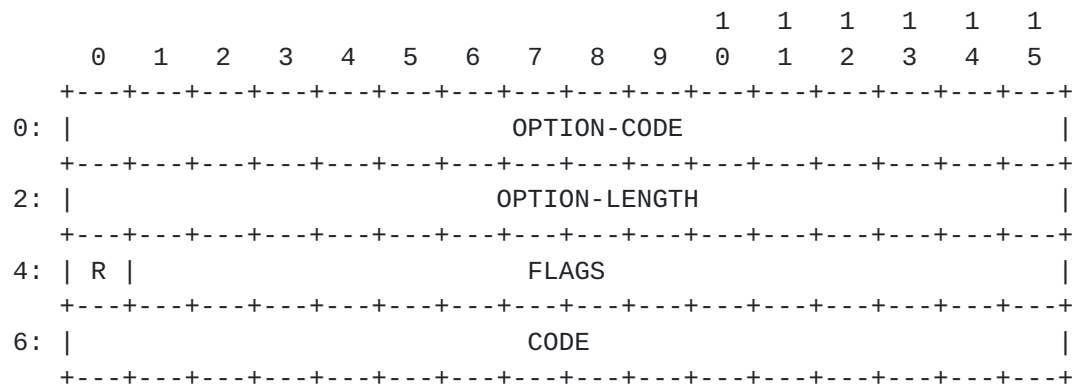 1   1   1   1   1   1
      0   1   2   3   4   5   6   7   8   9   0   1   2   3   4   5
    +---+---+---+---+---+---+---+---+---+---+---+---+---+---+---+---+
0: |                            OPTION-CODE                        |
    +---+---+---+---+---+---+---+---+---+---+---+---+---+---+---+---+
2: |                           OPTION-LENGTH                       |
    +---+---+---+---+---+---+---+---+---+---+---+---+---+---+---+---+
4: | R |                         FLAGS                             |
    +---+---+---+---+---+---+---+---+---+---+---+---+---+---+---+---+
6: |                             CODE                              |
    +---+---+---+---+---+---+---+---+---+---+---+---+---+---+---+---+